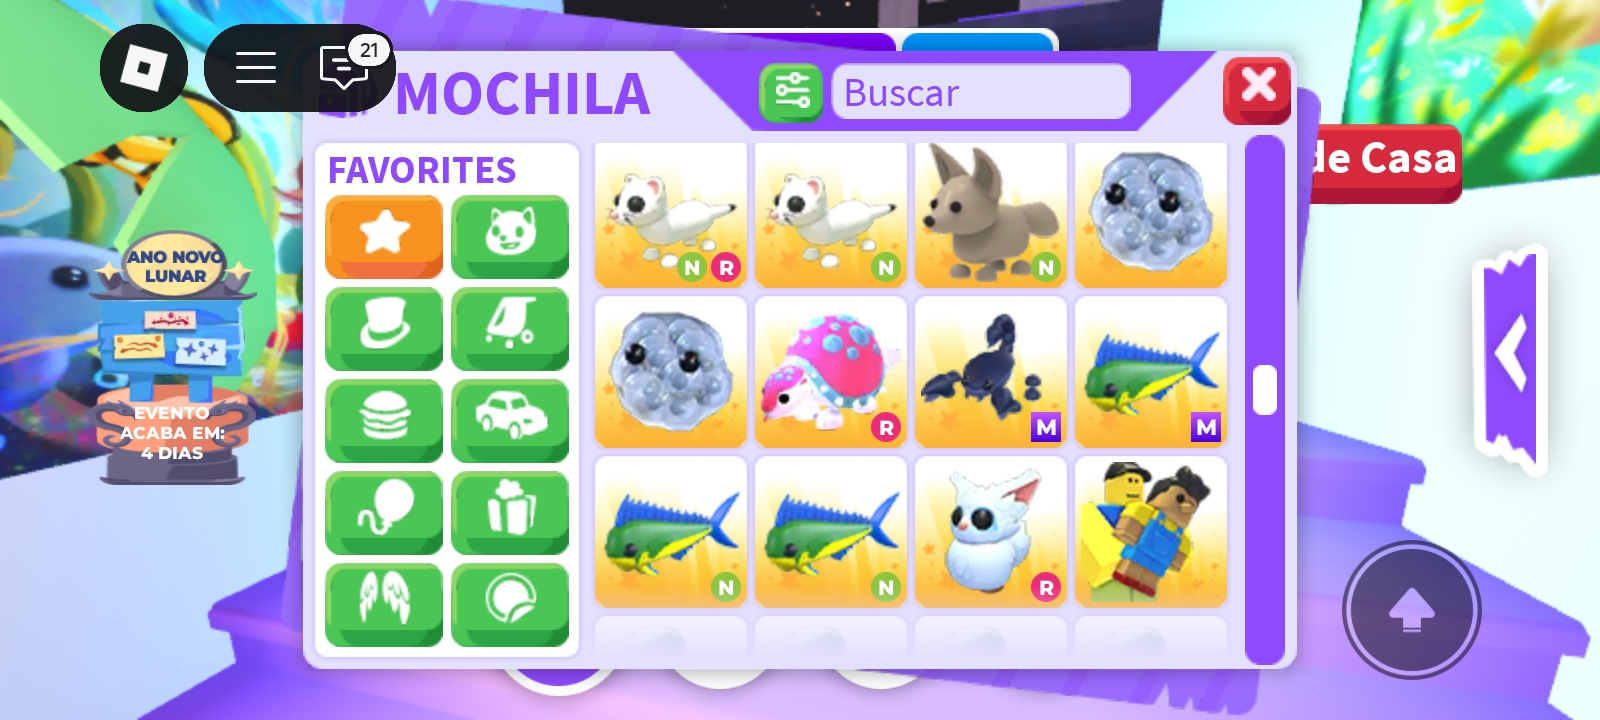 21
MOCHILA
Buscar
FAVORITES
de Casa
ANO NOVO
LUNAR
EVENTO
ACABA EM:
4 DIAS
N R
N
N
R
M
M
N
N
R